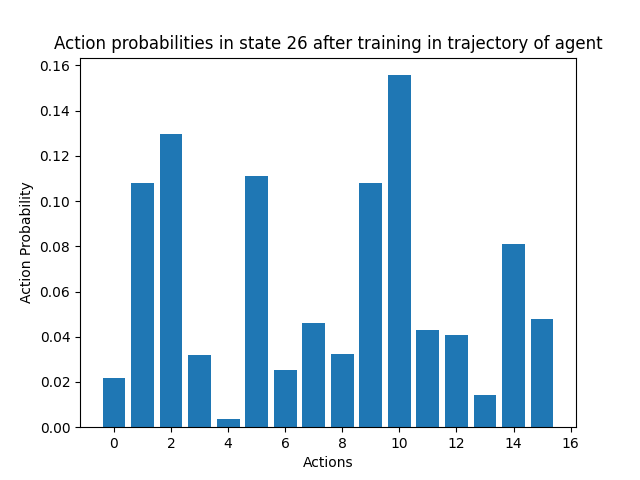 Action probabilities in state 26 after training in trajectory of agent
0.16
0.14
0.12
0.10
0.08
0.06
0.04
0.02
0.00
Action Probability
0 2 4 6 8 10 12 14 16
Actions